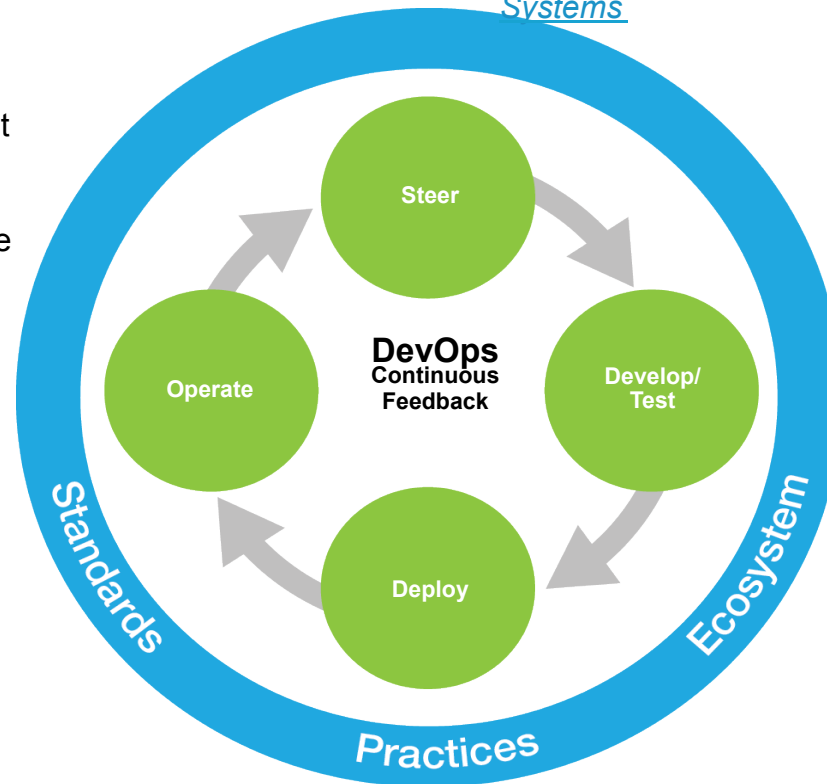 Systems
t
e
Steer
DevOps
Continuous
Feedback
Operate
Develop/
Test
Deploy
Standards
Practices
Ecosystem